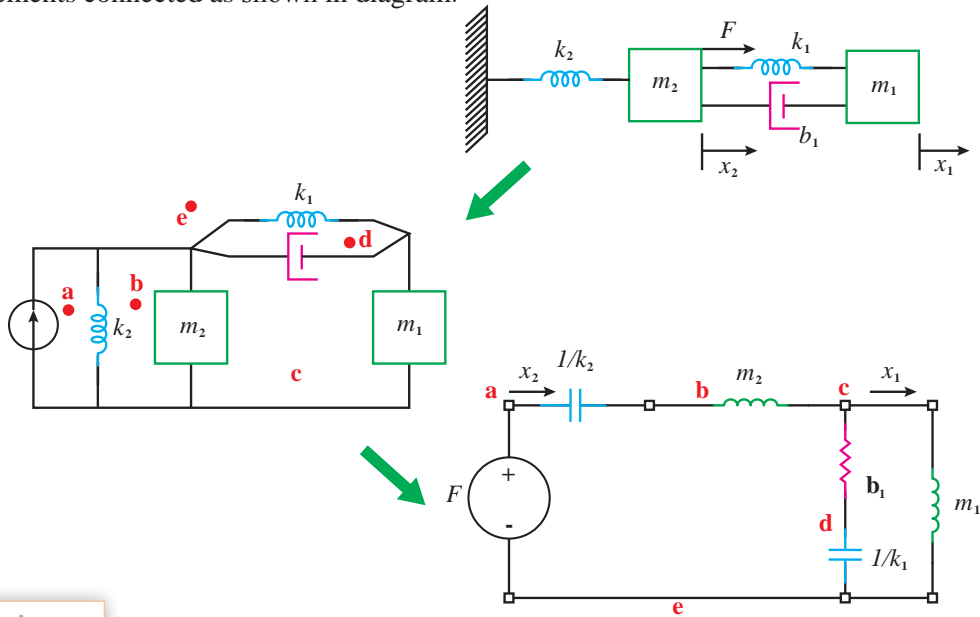 ements connected as shown in diagram.
F
k₂
k₁
m₂
m₁
b₁
x₂
x₁
k₁
e
d
a
b
k₂
m₂
m₁
c
1/k₂
a
x₂
b
m₂
c
x₁
F
+
-
b₁
m₁
d
1/k₁
e